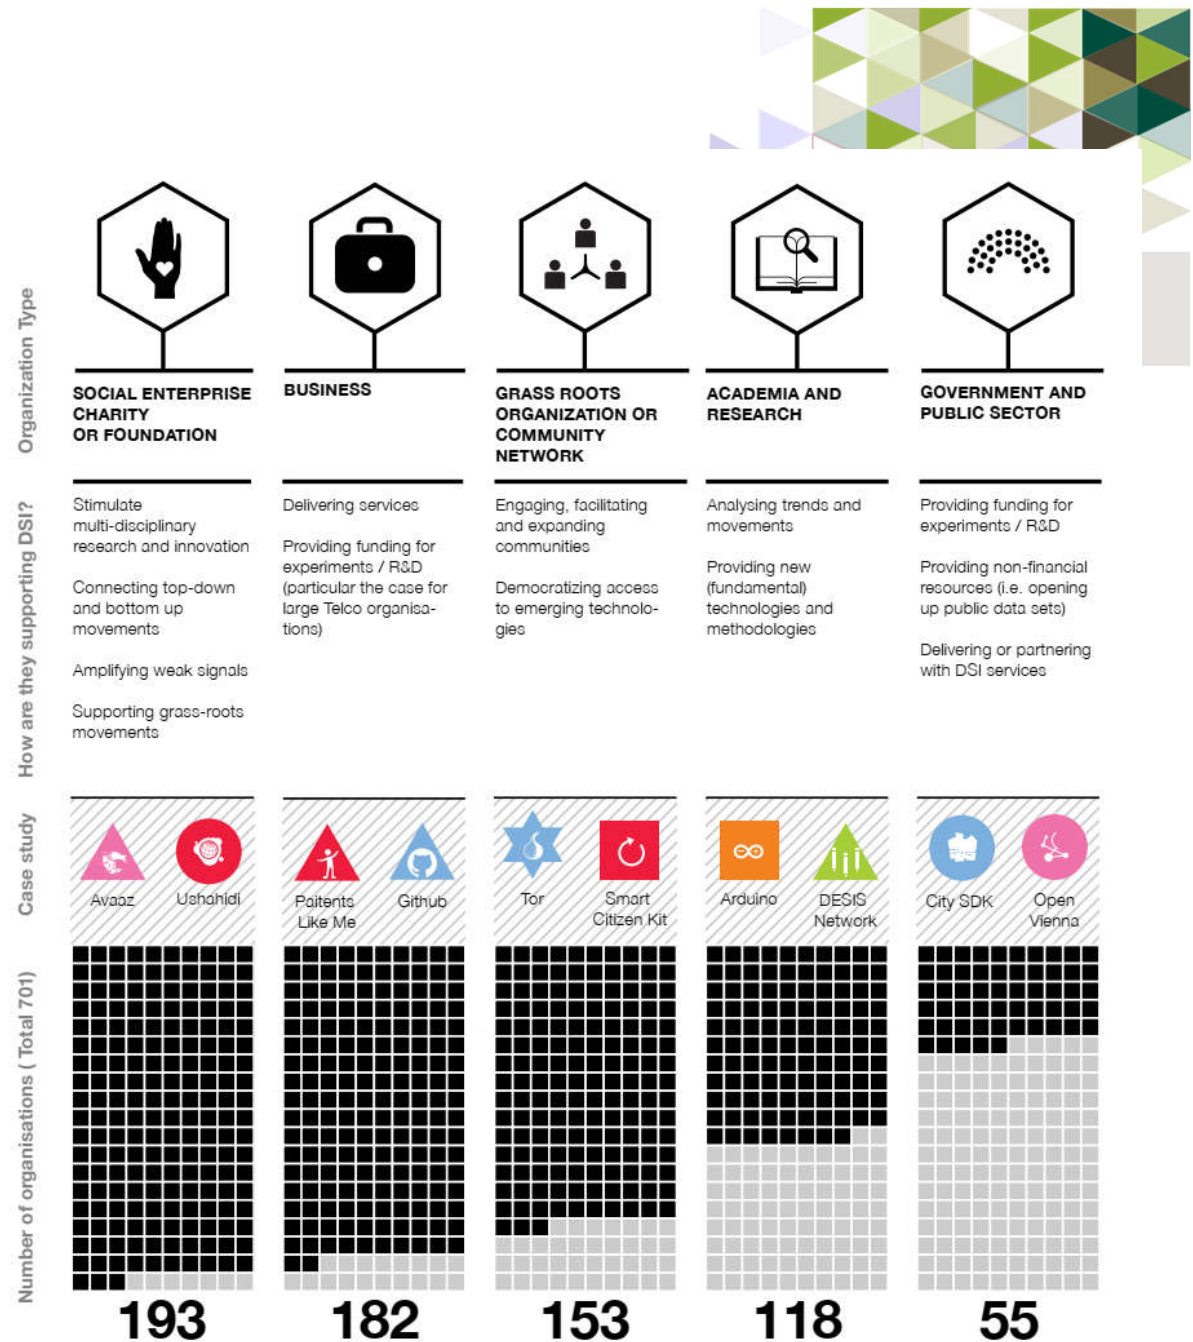 Organization Type
SOCIAL ENTERPRISE
CHARITY
OR FOUNDATION
BUSINESS
GRASS ROOTS
ORGANIZATION OR
COMMUNITY
NETWORK
ACADEMIA AND
RESEARCH
GOVERNMENT AND
PUBLIC SECTOR
How are they supporting DSI?
Stimulate
multi-disciplinary
research and innovation
Connecting top-down
and bottom up
movements
Amplifying weak signals
Supporting grass-roots
movements
Delivering services
Providing funding for
experiments / R&D
(particular the case for
large Telco organisa-
tions)
Engaging, facilitating
and expanding
communities
Democratizing access
to emerging technolo-
gies
Analysing trends and
movements
Providing new
(fundamental)
technologies and
methodologies
Providing funding for
experiments / R&D
Providing non-financial
resources (i.e. opening
up public data sets)
Delivering or partnering
with DSI services
Case study
Avaaz
Ushahidi
Paitents
Like Me
Github
Tor
Smart
Citizen Kit
Arduino
DESIS
Network
City SDK
Open
Vienna
Number of organisations ( Total 701)
193
182
153
118
55